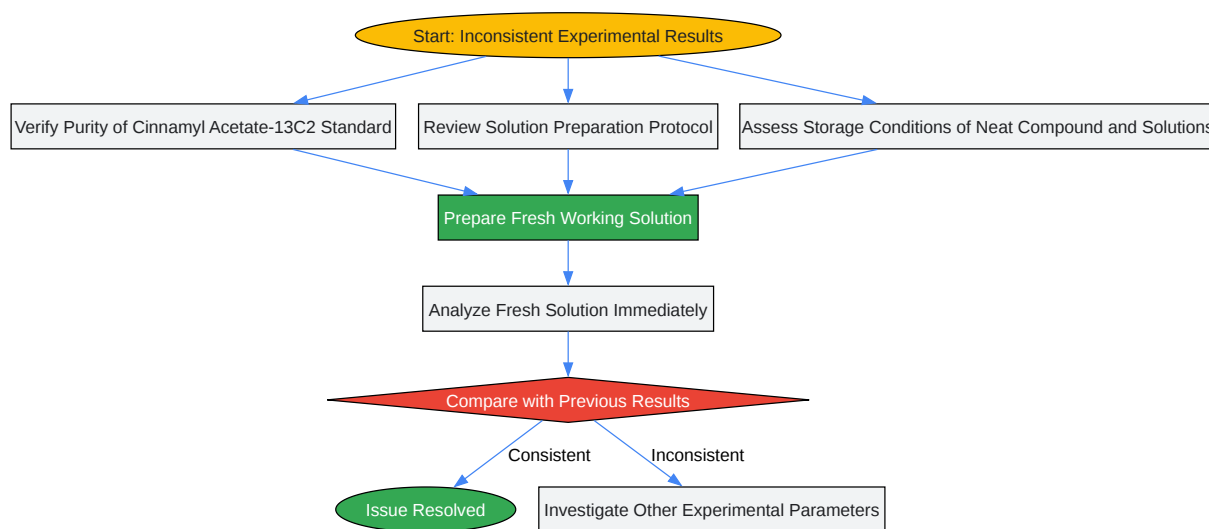 Start: Inconsistent Experimental Results
Verify Purity of Cinnamyl Acetate-13C2 Standard
Review Solution Preparation Protocol
Assess Storage Conditions of Neat Compound and Solutions
Prepare Fresh Working Solution
Analyze Fresh Solution Immediately
Compare with Previous Results
Consistent
Inconsistent
Issue Resolved
Investigate Other Experimental Parameters